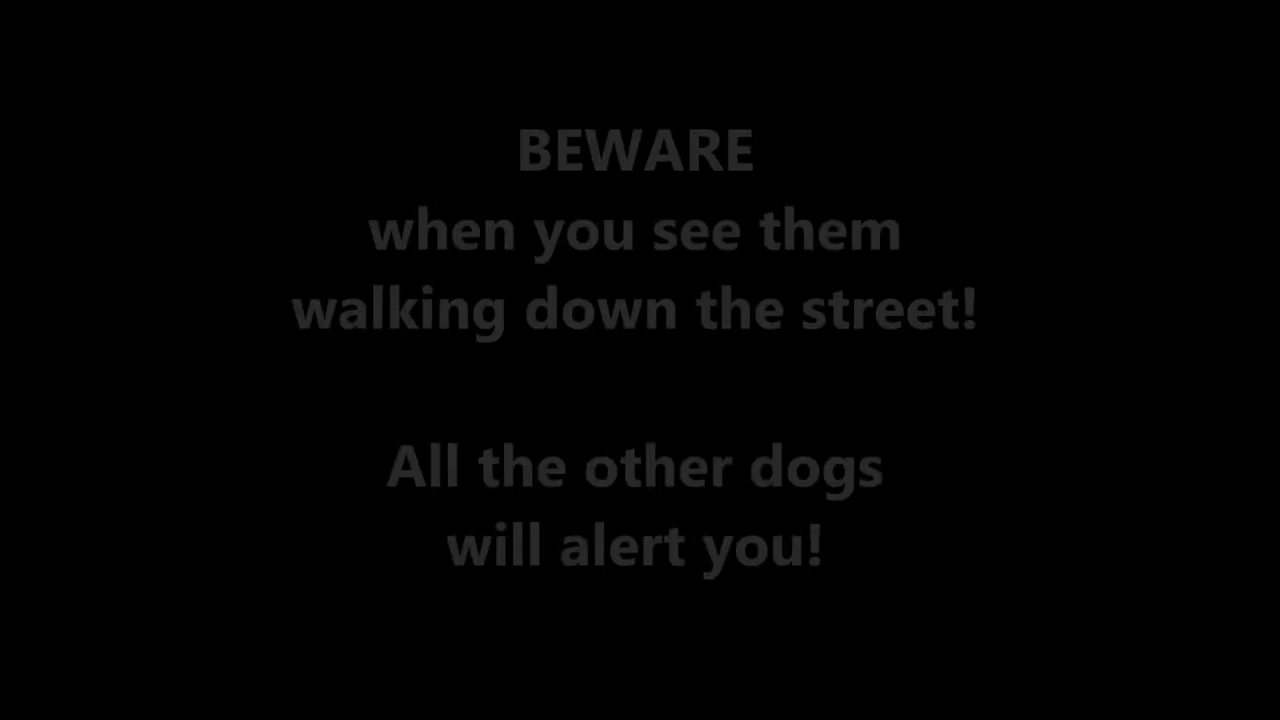 BEWARE
when you see them
walking down the street!
All the other dogs
will alert you!